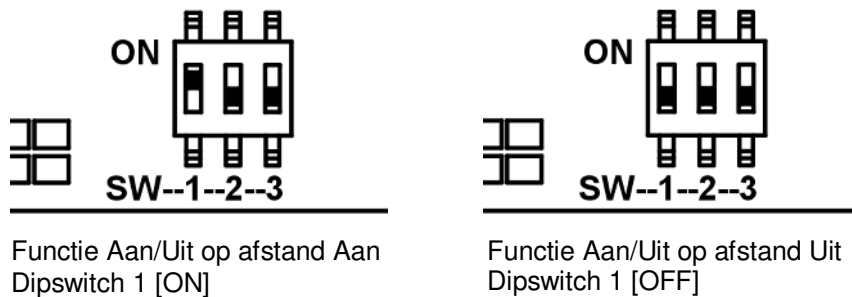 ON
SW--1--2--3
Functie Aan/Uit op afstand Aan
Dipswitch 1 [ON]
ON
SW--1--2--3
Functie Aan/Uit op afstand Uit
Dipswitch 1 [OFF]